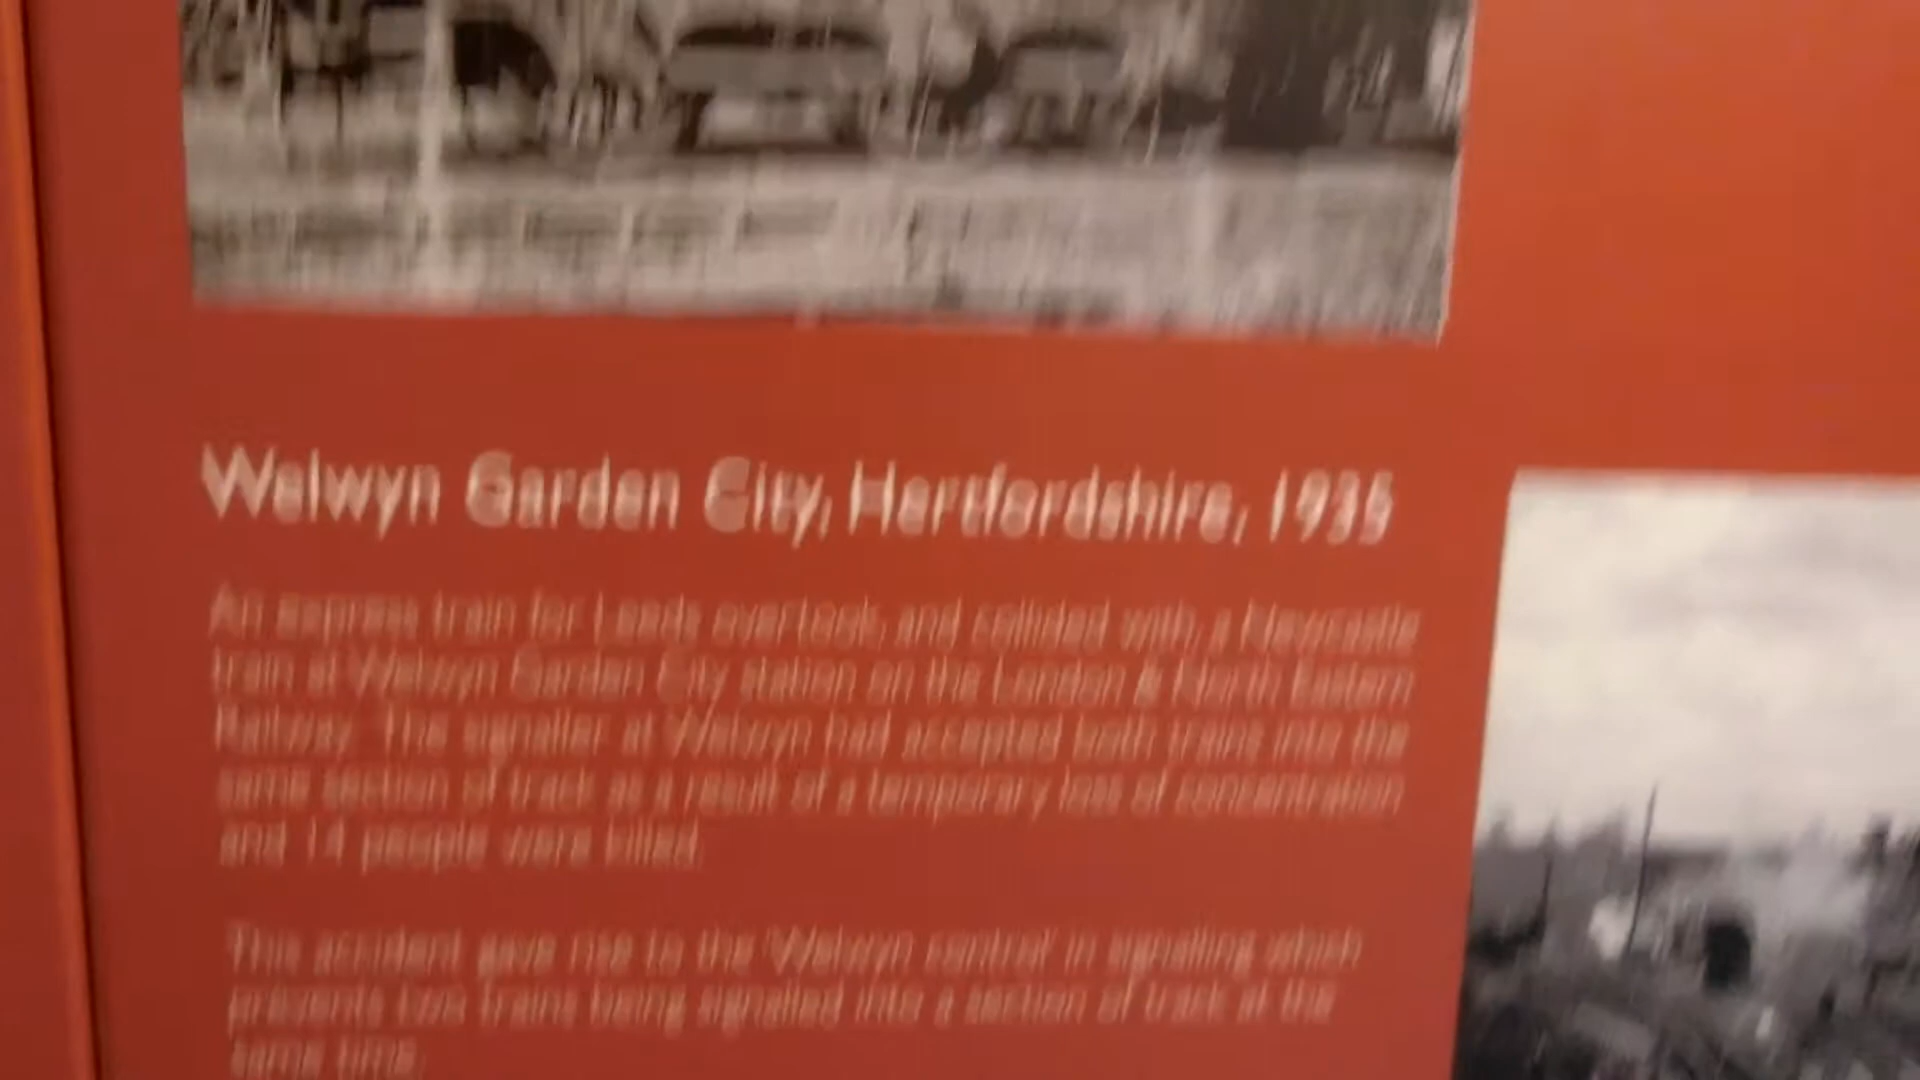 Welwyn Garden City, Hertfordshire, 1935
An express train for Leeds overtook and collided with a Newcastle
train at Welwyn Garden City station on the London & North Eastern
Railway. The signaller at Welwyn had accepted both trains into the
same section of track as a result of a temporary loss of concentration
and 14 people were killed.
This accident gave rise to the 'Welwyn control' in signalling which
prevents two trains being signalled into a section of track at the
same time.